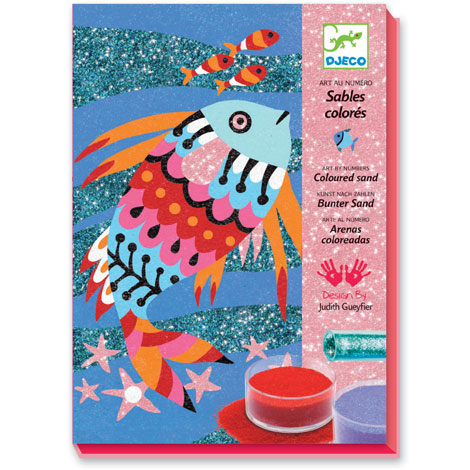 DJECO
ART AU NUMÉRO
Sables
colorés
ART BY NUMBERS
Coloured sand
KUNST NACH ZAHLEN
Bunter Sand
ARTE AL NÚMERO
Arenas
coloreadas
Design By
Judith Gueyfier